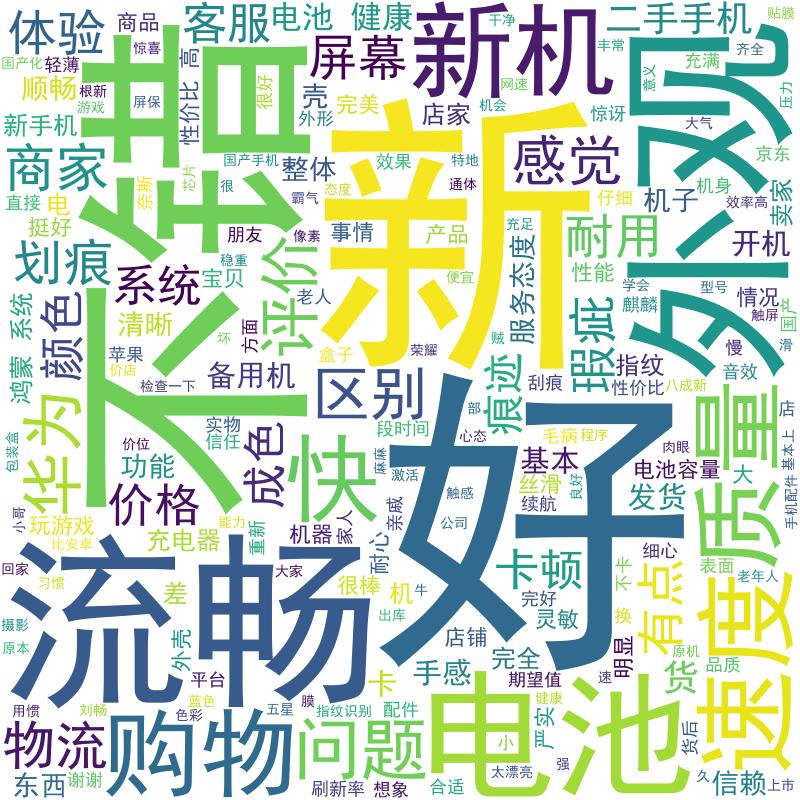 体验
商品
客服
电池
健康
干净
二手手机
贴膜
国产化
惊喜
轻薄
高
屏幕
新机
丰常
齐全
顺畅
根新
屏保
不错
很好
壳
完美
店家
网速
机会
惊讶
充满
意义
外观
压力
新手机
游戏
性价比
外形
大气
商家
芯片
国产手机
整体
效果
特地
感觉
机身
京东
直接
电
奈斯
很
霸气
态度
通体
仔细
机子
卖家
效率高
挺好
朋友
像素
事情
产品
充足
服务态度
耐用
开机
划痕
系统
稳重
宝贝
评价
老人
新
便宜
性能
学会
型号
麒麟
情况
触屏
国产
系统
鸿蒙
颜色
清晰
坏
方面
盒子
荣耀
贼
瑕疵
慢
滑
苹果
价店
检查一下
备用机
区别
痕迹
刮痕
指纹
性价比
音效
八成新
华为
实物
信任
段时间
部
心态
毛病
程序
肉眼
质量
店
基本上
包装盒
价位
功能
成色
快
麻麻
激活
好
触感
良好
基本
丝滑
续航
电池容量
大
手机配件
小哥
价格
玩游戏
比安卓
能力
充电器
重新
机器
家人
耐心
亲戚
公司
发货
回家
习惯
流畅
大家
很棒
机
牛
卡顿
细心
不卡
有点
表面
老年人
速度
差
出库
完好
灵敏
换
摄影
原本
外壳
店铺
手感
完全
明显
原机
货
品质
用惯
刘畅
蓝色
平台
色彩
五星
膜
卡
指纹识别
配件
期望值
健康
速
严实
货后
物流
购物
问题
电池
小
太漂亮
强
久
信赖
上市
东西
谢谢
刷新率
想象
合适